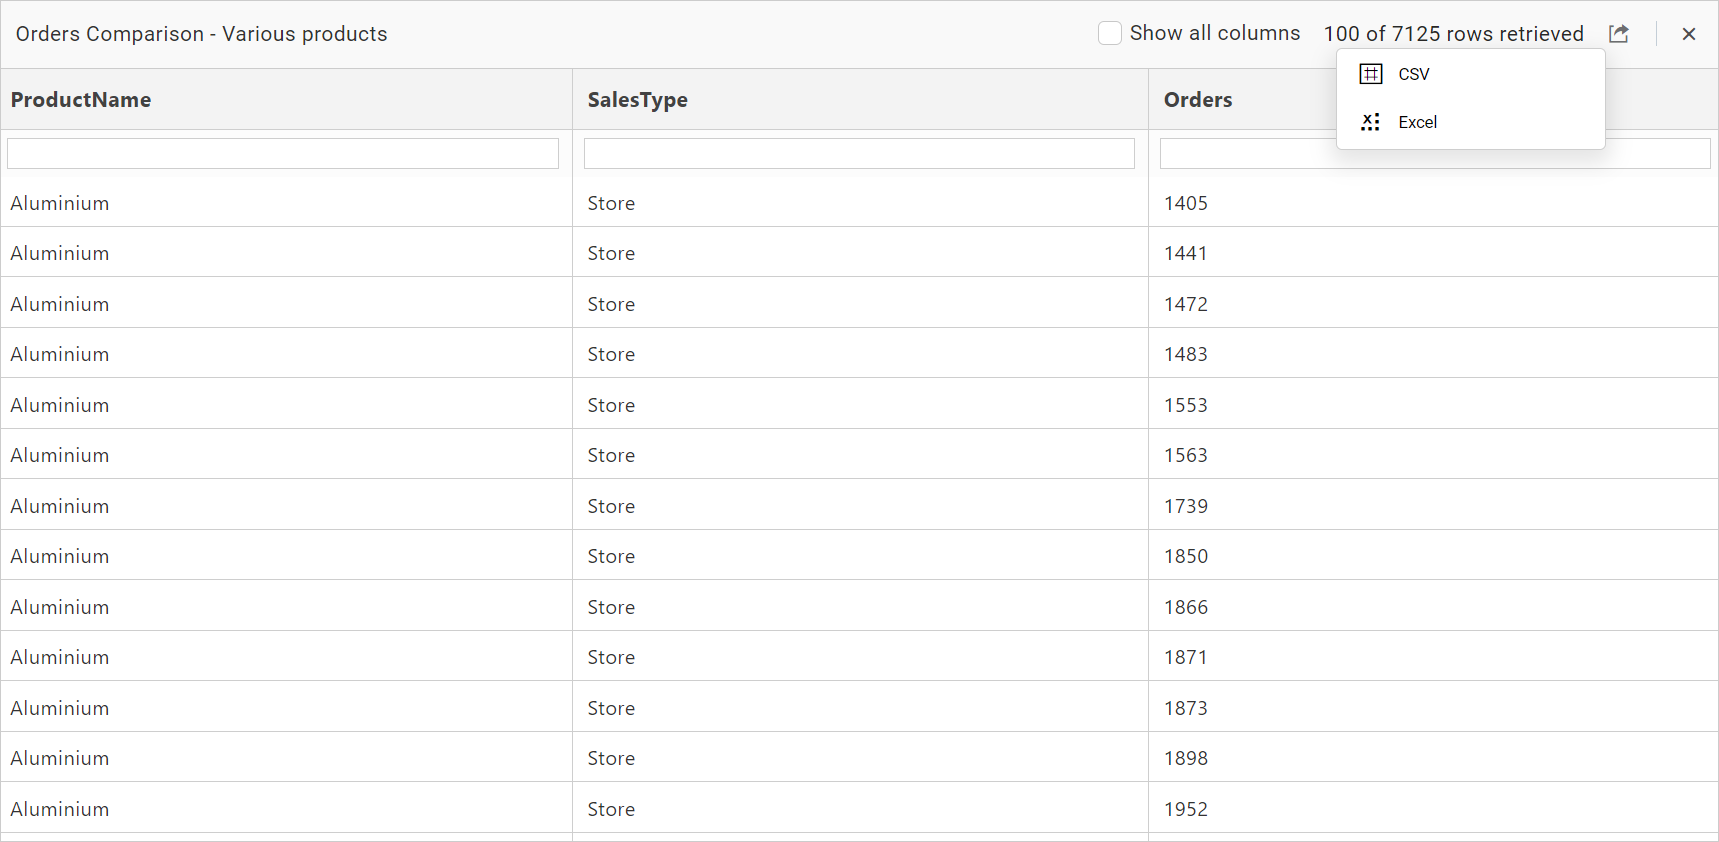 Orders Comparison - Various products
Show all columns
100 of 7125 rows retrieved
CSV
Excel
ProductName SalesType Orders
Aluminium Store 1405
Aluminium Store 1441
Aluminium Store 1472
Aluminium Store 1483
Aluminium Store 1553
Aluminium Store 1563
Aluminium Store 1739
Aluminium Store 1850
Aluminium Store 1866
Aluminium Store 1871
Aluminium Store 1873
Aluminium Store 1898
Aluminium Store 1952